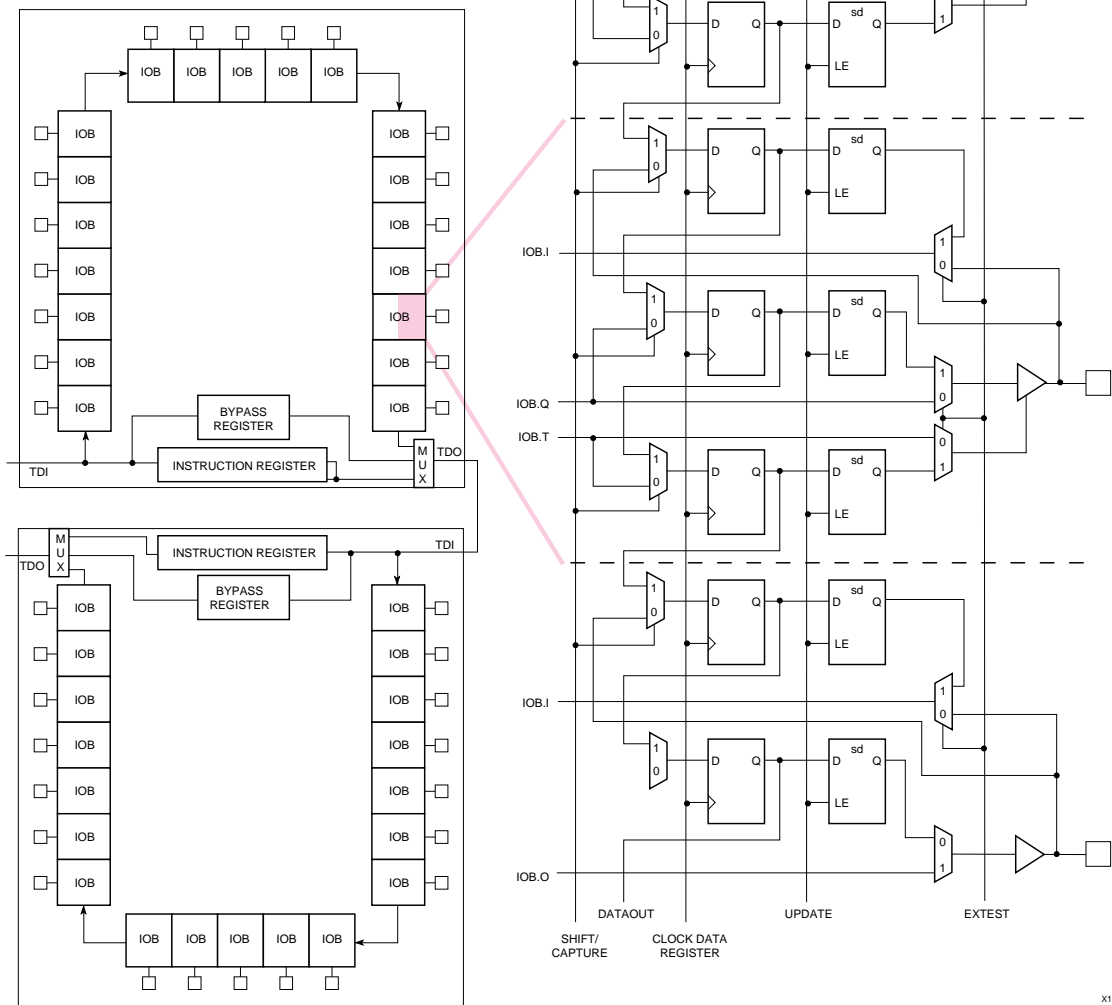 IOB IOB IOB IOB IOB
IOB
IOB
IOB
IOB
IOB
IOB
IOB
IOB
IOB
IOB
IOB
IOB
IOB
IOB
BYPASS
REGISTER
INSTRUCTION REGISTER
TDI
M
U
X
TDO
M
U
X
TDO
INSTRUCTION REGISTER
TDI
BYPASS
REGISTER
IOB
IOB
IOB
IOB
IOB
IOB
IOB
IOB
IOB
IOB
IOB
IOB
IOB
IOB
IOB IOB IOB IOB IOB
1
0
D Q
D sd Q
LE
1
1
0
D Q
D sd Q
LE
IOB.I
1
0
1
0
D Q
D sd Q
LE
1
0
IOB.Q
IOB.T
0
1
1
0
D Q
D sd Q
LE
1
0
D Q
D sd Q
LE
IOB.I
1
0
1
0
D Q
D sd Q
LE
0
1
IOB.O
DATAOUT
UPDATE
EXTEST
SHIFT/
CAPTURE
CLOCK DATA
REGISTER
X1